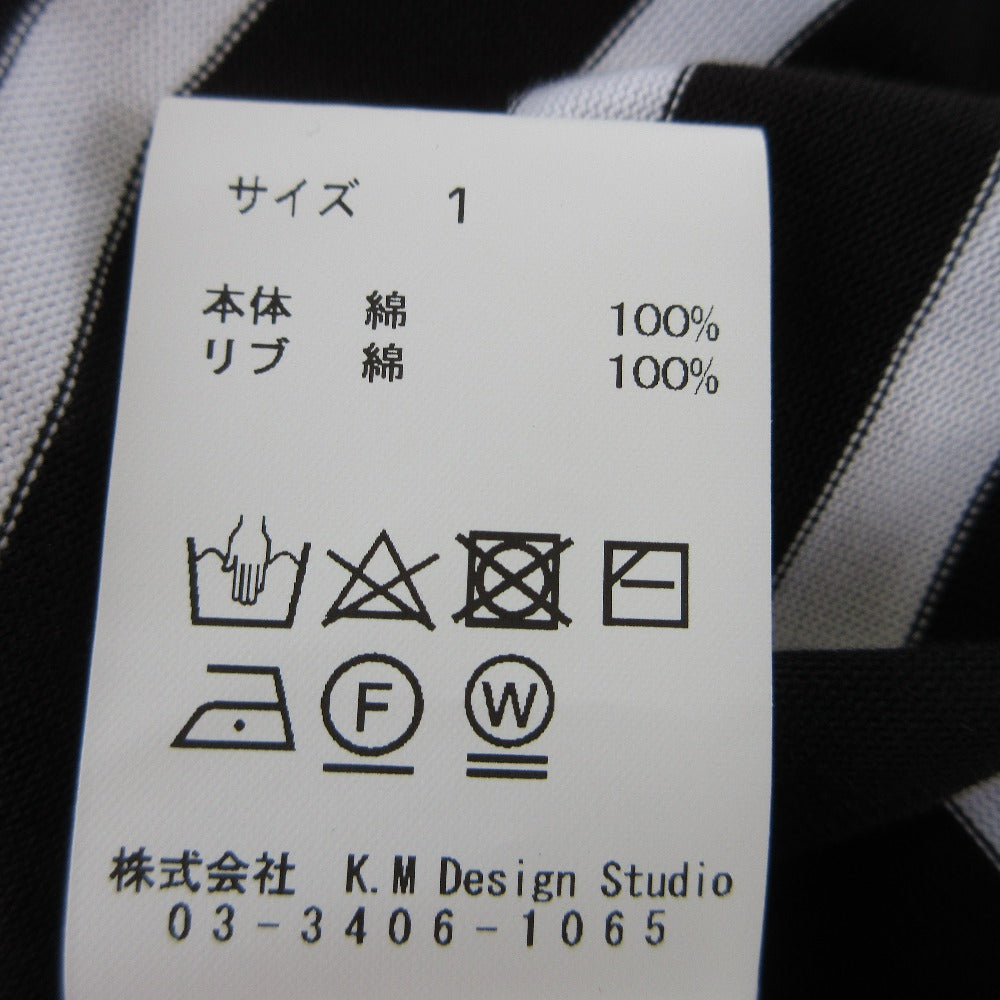 サイズ 1
本体 綿 100%
リブ 綿 100%
F W
株式会社 K.M Design Studio
03-3406-1065